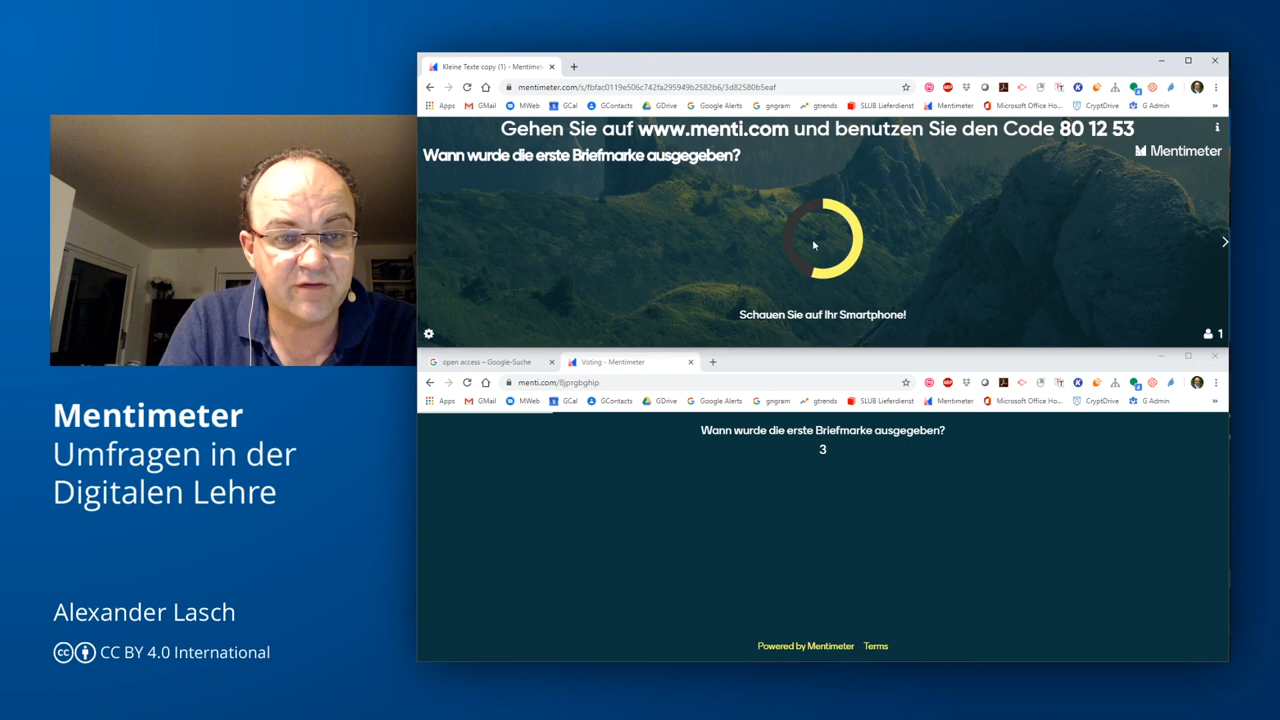 Kleine Texte copy (1) - Mentimet
mentimeter.com/s/fbfac0119e506c742fa295949b2582b6/3d82580b5eaf
Apps GMail MWeb GCal GContacts GDrive Google Alerts gngram gtrends SLUB Lieferdienst Mentimeter Microsoft Office Ho... CryptDrive G Admin »
Gehen Sie auf www.menti.com und benutzen Sie den Code 80 12 53
Wann wurde die erste Briefmarke ausgegeben?
Mentimeter
Schauen Sie auf Ihr Smartphone!
1
open access – Google-Suche
Voting - Mentimeter
menti.com/8jprgbghip
Apps GMail MWeb GCal GContacts GDrive Google Alerts gngram gtrends SLUB Lieferdienst Mentimeter Microsoft Office Ho... CryptDrive G Admin »
Wann wurde die erste Briefmarke ausgegeben?
3
Powered by Mentimeter Terms
Mentimeter
Umfragen in der
Digitalen Lehre
Alexander Lasch
CC BY 4.0 International